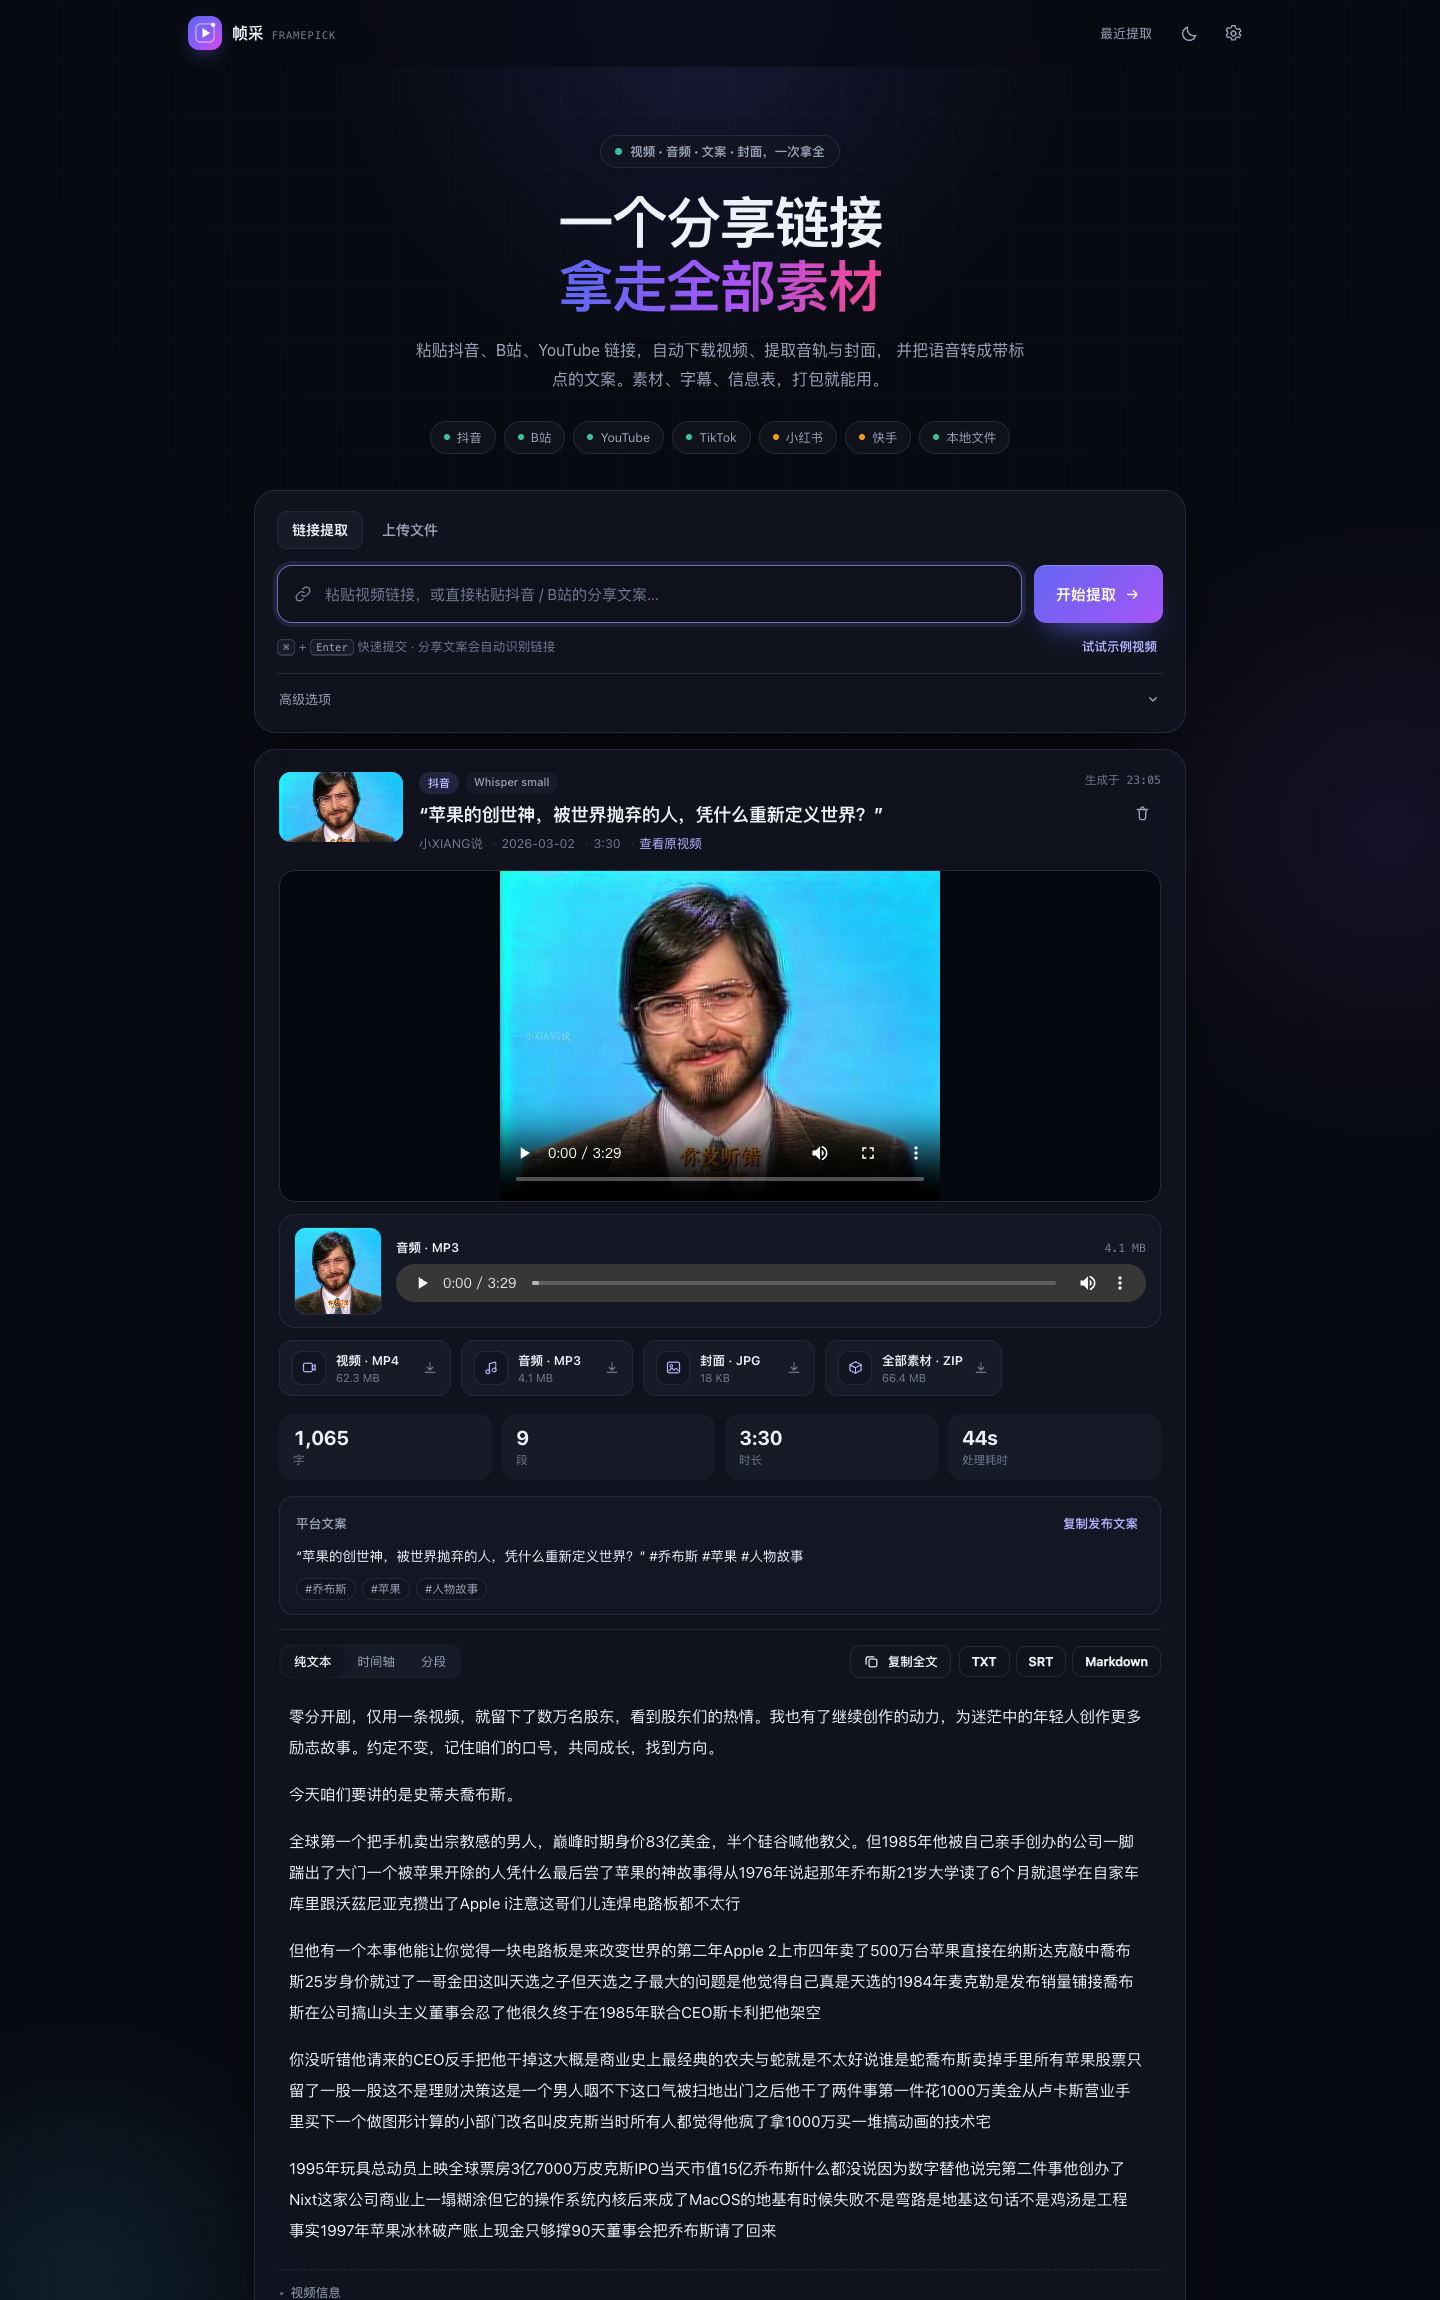 帧采 FRAMEPICK
最近提取
视频 · 音频 · 文案 · 封面，一次拿全
一个分享链接
拿走全部素材
粘贴抖音、B站、YouTube 链接，自动下载视频、提取音轨与封面， 并把语音转成带标
点的文案。素材、字幕、信息表，打包就能用。
抖音 B站 YouTube TikTok 小红书 快手 本地文件
链接提取 上传文件
粘贴视频链接，或直接粘贴抖音 / B站的分享文案...
开始提取 →
⌘ + Enter 快速提交 · 分享文案会自动识别链接
试试示例视频
高级选项
抖音 Whisper small
生成于 23:05
“苹果的创世神，被世界抛弃的人，凭什么重新定义世界？”
小XIANG说 · 2026-03-02 · 3:30 · 查看原视频
一小XIANG说
你没听错
0:00 / 3:29
音频 · MP3
4.1 MB
0:00 / 3:29
视频 · MP4
62.3 MB
音频 · MP3
4.1 MB
封面 · JPG
18 KB
全部素材 · ZIP
66.4 MB
1,065
字
9
段
3:30
时长
44s
处理耗时
平台文案
复制发布文案
“苹果的创世神，被世界抛弃的人，凭什么重新定义世界？” #乔布斯 #苹果 #人物故事
#乔布斯 #苹果 #人物故事
纯文本 时间轴 分段
复制全文 TXT SRT Markdown
零分开剧，仅用一条视频，就留下了数万名股东，看到股东们的热情。我也有了继续创作的动力，为迷茫中的年轻人创作更多
励志故事。约定不变，记住咱们的口号，共同成长，找到方向。
今天咱们要讲的是史蒂夫喬布斯。
全球第一个把手机卖出宗教感的男人，巅峰时期身价83亿美金，半个硅谷喊他教父。但1985年他被自己亲手创办的公司一脚
踹出了大门一个被苹果开除的人凭什么最后尝了苹果的神故事得从1976年说起那年乔布斯21岁大学读了6个月就退学在自家车
库里跟沃茲尼亚克攒出了Apple i注意这哥们儿连焊电路板都不太行
但他有一个本事他能让你觉得一块电路板是来改变世界的第二年Apple 2上市四年卖了500万台苹果直接在纳斯达克敲中喬布
斯25岁身价就过了一哥金田这叫天选之子但天选之子最大的问题是他觉得自己真是天选的1984年麦克勒是发布销量铺接喬布
斯在公司搞山头主义董事会忍了他很久终于在1985年联合CEO斯卡利把他架空
你没听错他请来的CEO反手把他干掉这大概是商业史上最经典的农夫与蛇就是不太好说谁是蛇喬布斯卖掉手里所有苹果股票只
留了一股一股这不是理财决策这是一个男人咽不下这口气被扫地出门之后他干了两件事第一件花1000万美金从卢卡斯营业手
里买下一个做图形计算的小部门改名叫皮克斯当时所有人都觉得他疯了拿1000万买一堆搞动画的技术宅
1995年玩具总动员上映全球票房3亿7000万皮克斯IPO当天市值15亿乔布斯什么都没说因为数字替他说完第二件事他创办了
Nixt这家公司商业上一塌糊涂但它的操作系统内核后来成了MacOS的地基有时候失败不是弯路是地基这句话不是鸡汤是工程
事实1997年苹果冰林破产账上现金只够撑90天董事会把乔布斯请了回来
视频信息